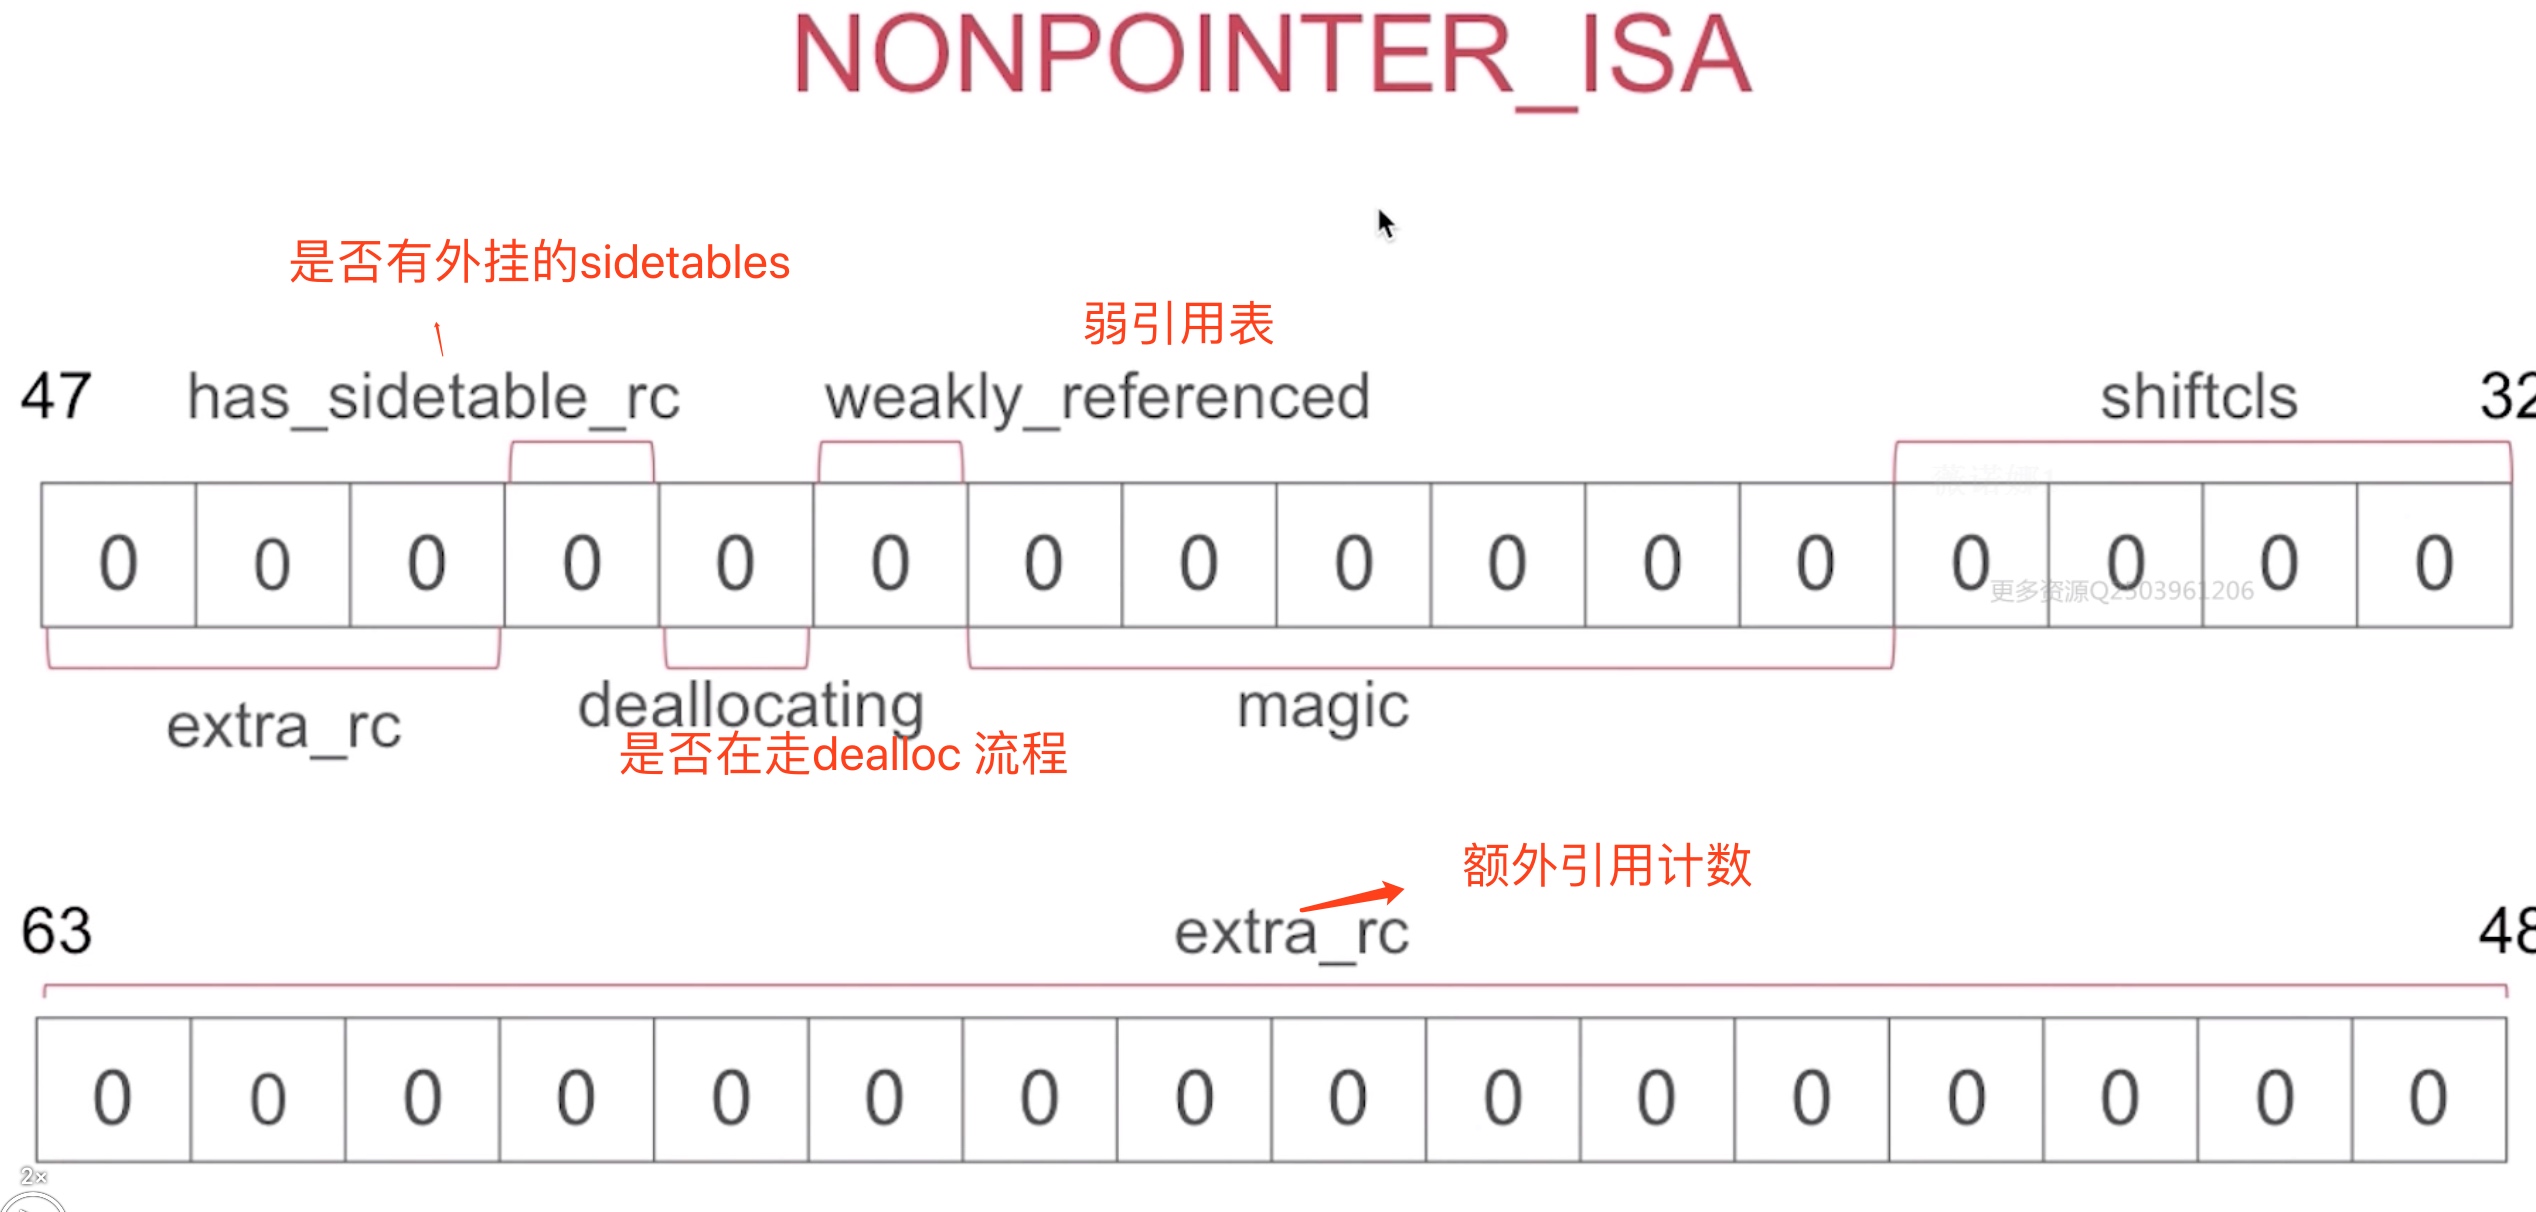 NONPOINTER_ISA
是否有外挂的sidetables
弱引用表
47 has_sidetable_rc weakly_referenced shiftcls 32
0 0 0 0 0 0 0 0 0 0 0 0 0 0 0 0
更多资源Q2503961206
extra_rc deallocating magic
是否在走dealloc 流程
额外引用计数
63 extra_rc 48
0 0 0 0 0 0 0 0 0 0 0 0 0 0 0 0
2×